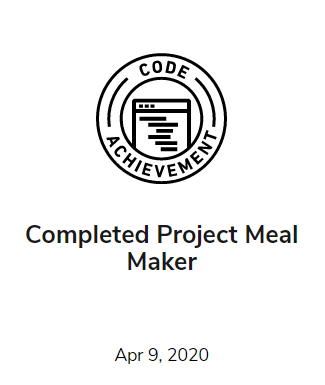 CODE
ACHIEVEMENT
Completed Project Meal
Maker
Apr 9, 2020